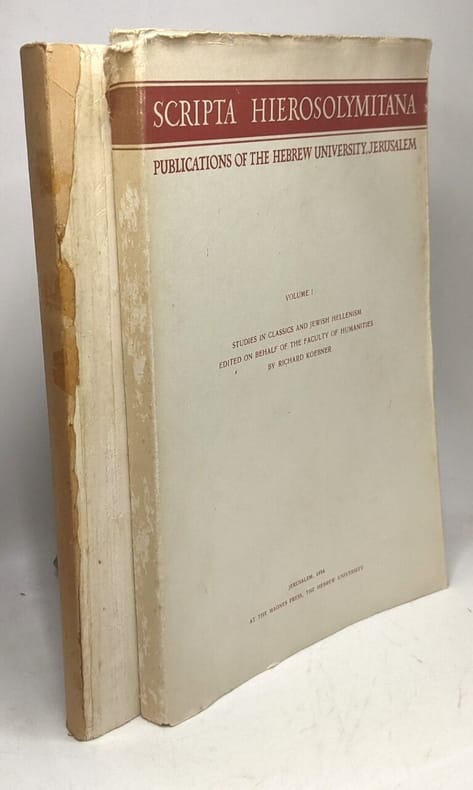 SCRIPTA HIEROSOLYMITANA
PUBLICATIONS OF THE HEBREW UNIVERSITY, JERUSALEM
VOLUME I
STUDIES IN CLASSICS AND JEWISH HELLENISM
EDITED ON BEHALF OF THE FACULTY OF HUMANITIES
BY RICHARD KOEBNER
JERUSALEM, 1954
AT THE MAGNES PRESS, THE HEBREW UNIVERSITY